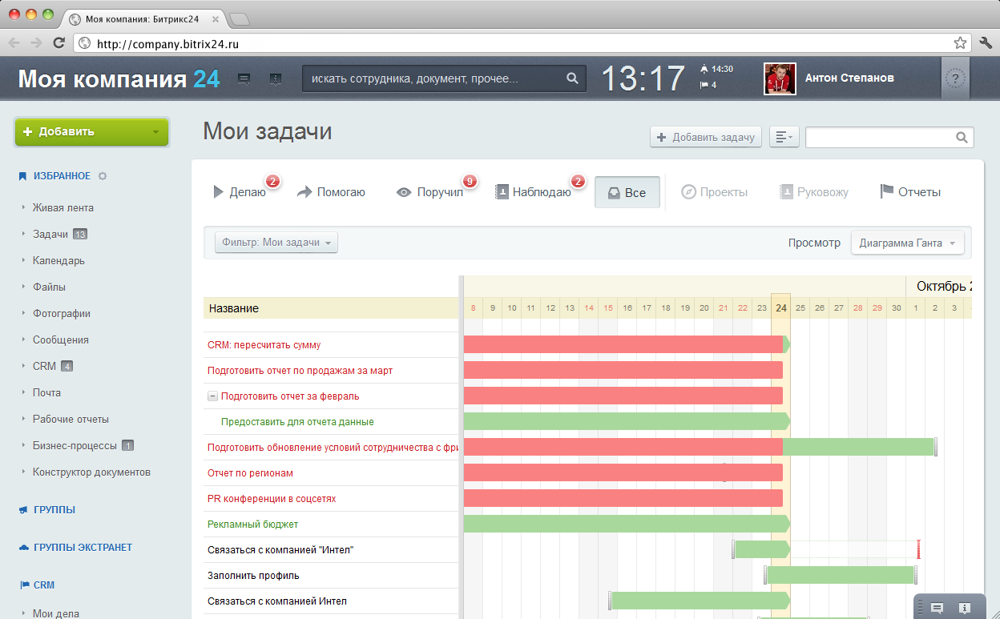 Моя компания: Битрикс24
http://company.bitrix24.ru
Моя компания 24
искать сотрудника, документ, прочее...
13:17
14:30
4
Антон Степанов
?
+ Добавить
Мои задачи
+ Добавить задачу
ИЗБРАННОЕ
Живая лента
Задачи 13
Календарь
Файлы
Фотографии
Сообщения
CRM 4
Почта
Рабочие отчеты
Бизнес-процессы 1
Конструктор документов
ГРУППЫ
ГРУППЫ ЭКСТРАНЕТ
CRM
Мои дела
Делаю 2
Помогаю
Поручил 9
Наблюдаю 2
Все
Проекты
Руковожу
Отчеты
Фильтр: Мои задачи
Просмотр
Диаграмма Ганта
Октябрь 2
Название
8 9 10 11 12 13 14 15 16 17 18 19 20 21 22 23 24 25 26 27 28 29 30 1 2 3
CRM: пересчитать сумму
Подготовить отчет по продажам за март
Подготовить отчет за февраль
Предоставить для отчета данные
Подготовить обновление условий сотрудничества с фри
Отчет по регионам
PR конференции в соцсетях
Рекламный бюджет
Связаться с компанией "Интел"
Заполнить профиль
Связаться с компанией Интел